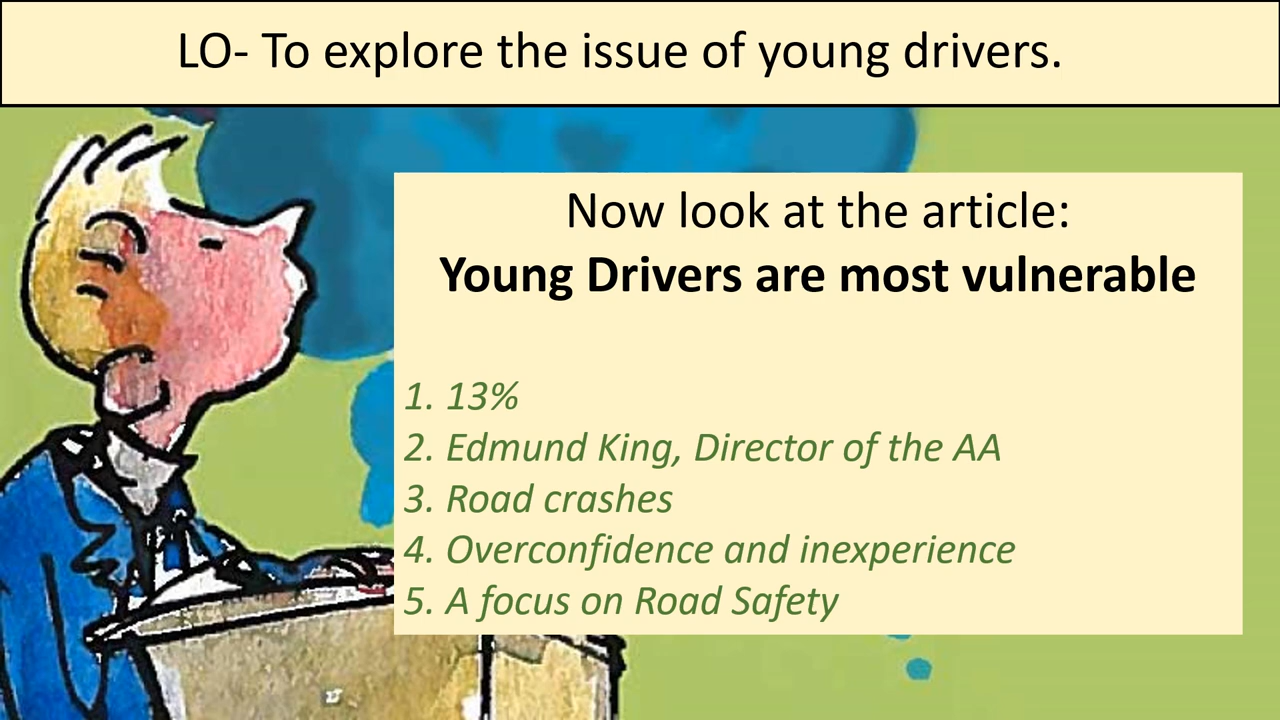 LO- To explore the issue of young drivers.
Now look at the article:
Young Drivers are most vulnerable
1. 13%
2. Edmund King, Director of the AA
3. Road crashes
4. Overconfidence and inexperience
5. A focus on Road Safety